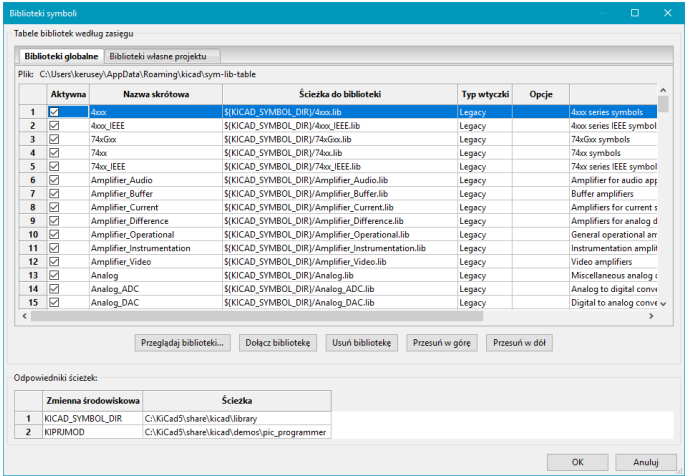 Biblioteki symboli
Tabele bibliotek według zasięgu
Biblioteki globalne Biblioteki własne projektu
Plik: C:\Users\kerusey\AppData\Roaming\kicad\sym-lib-table
Aktywna Nazwa skrótowa Ścieżka do biblioteki Typ wtyczki Opcje
1 4xxx ${KICAD_SYMBOL_DIR}/4xxx.lib Legacy 4xxx series symbols
2 4xxx_IEEE ${KICAD_SYMBOL_DIR}/4xxx_IEEE.lib Legacy 4xxx series IEEE symbol
3 74xGxx ${KICAD_SYMBOL_DIR}/74xGxx.lib Legacy 74xGxx symbols
4 74xx ${KICAD_SYMBOL_DIR}/74xx.lib Legacy 74xx symbols
5 74xx_IEEE ${KICAD_SYMBOL_DIR}/74xx_IEEE.lib Legacy 74xx series IEEE symbol
6 Amplifier_Audio ${KICAD_SYMBOL_DIR}/Amplifier_Audio.lib Legacy Amplifier for audio app
7 Amplifier_Buffer ${KICAD_SYMBOL_DIR}/Amplifier_Buffer.lib Legacy Buffer amplifiers
8 Amplifier_Current ${KICAD_SYMBOL_DIR}/Amplifier_Current.lib Legacy Amplifiers for current s
9 Amplifier_Difference ${KICAD_SYMBOL_DIR}/Amplifier_Difference.lib Legacy Amplifiers for analog d
10 Amplifier_Operational ${KICAD_SYMBOL_DIR}/Amplifier_Operational.lib Legacy General operational am
11 Amplifier_Instrumentation ${KICAD_SYMBOL_DIR}/Amplifier_Instrumentation.lib Legacy Instrumentation amplif
12 Amplifier_Video ${KICAD_SYMBOL_DIR}/Amplifier_Video.lib Legacy Video amplifiers
13 Analog ${KICAD_SYMBOL_DIR}/Analog.lib Legacy Miscellaneous analog c
14 Analog_ADC ${KICAD_SYMBOL_DIR}/Analog_ADC.lib Legacy Analog to digital conve
15 Analog_DAC ${KICAD_SYMBOL_DIR}/Analog_DAC.lib Legacy Digital to analog conve
Przeglądaj biblioteki... Dołącz bibliotekę Usuń bibliotekę Przesuń w górę Przesuń w dół
Odpowiedniki ścieżek:
Zmienna środowiskowa Ścieżka
1 KICAD_SYMBOL_DIR C:\KiCad5\share\kicad\library
2 KIPRJMOD C:\KiCad5\share\kicad\demos\pic_programmer
OK Anuluj